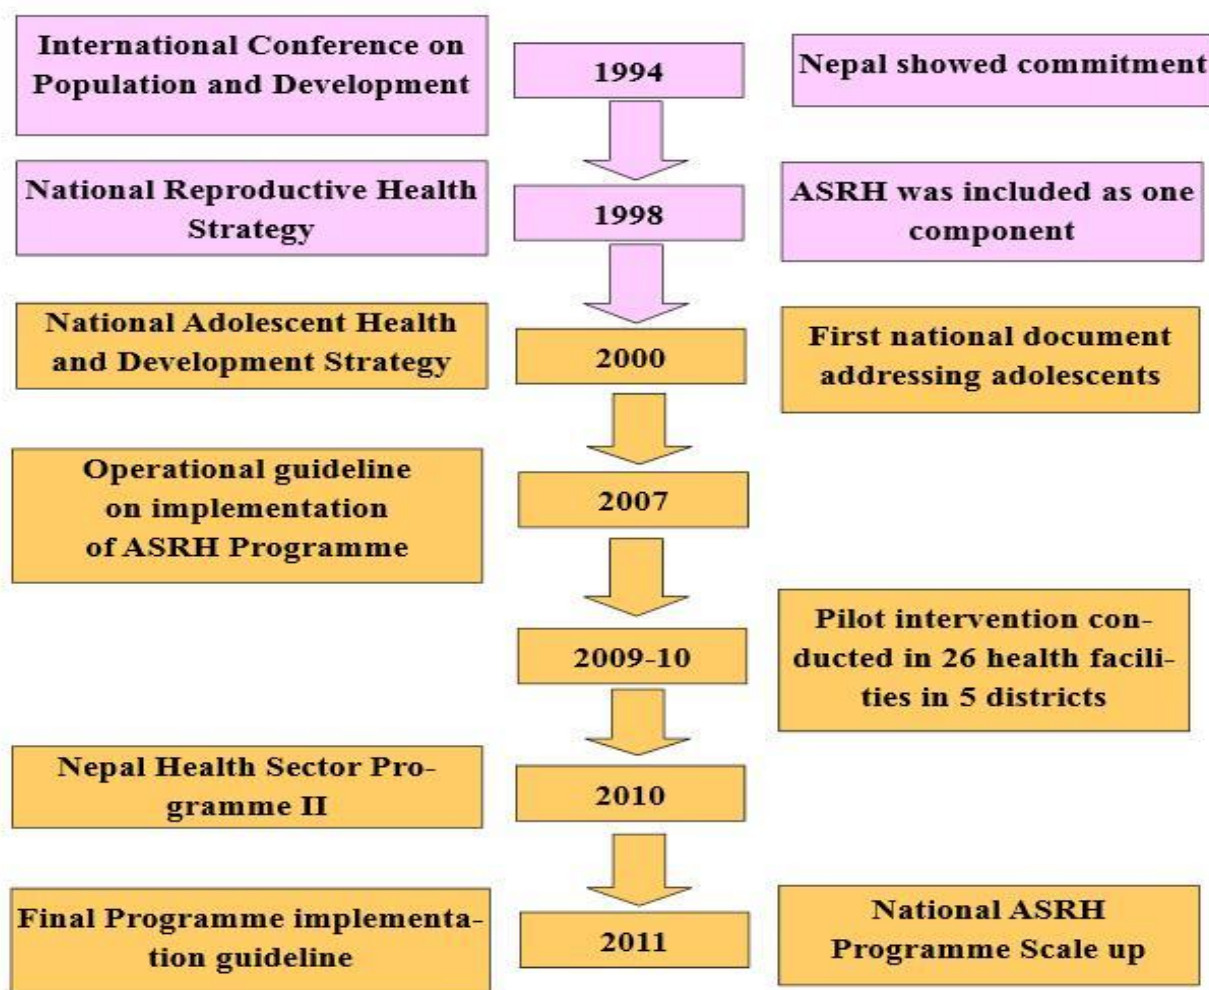 International Conference on
Population and Development
1994
Nepal showed commitment
National Reproductive Health
Strategy
1998
ASRH was included as one
component
National Adolescent Health
and Development Strategy
2000
First national document
addressing adolescents
Operational guideline
on implementation
of ASRH Programme
2007
2009-10
Pilot intervention con-
ducted in 26 health facili-
ties in 5 districts
Nepal Health Sector Pro-
gramme II
2010
Final Programme implementa-
tion guideline
2011
National ASRH
Programme Scale up